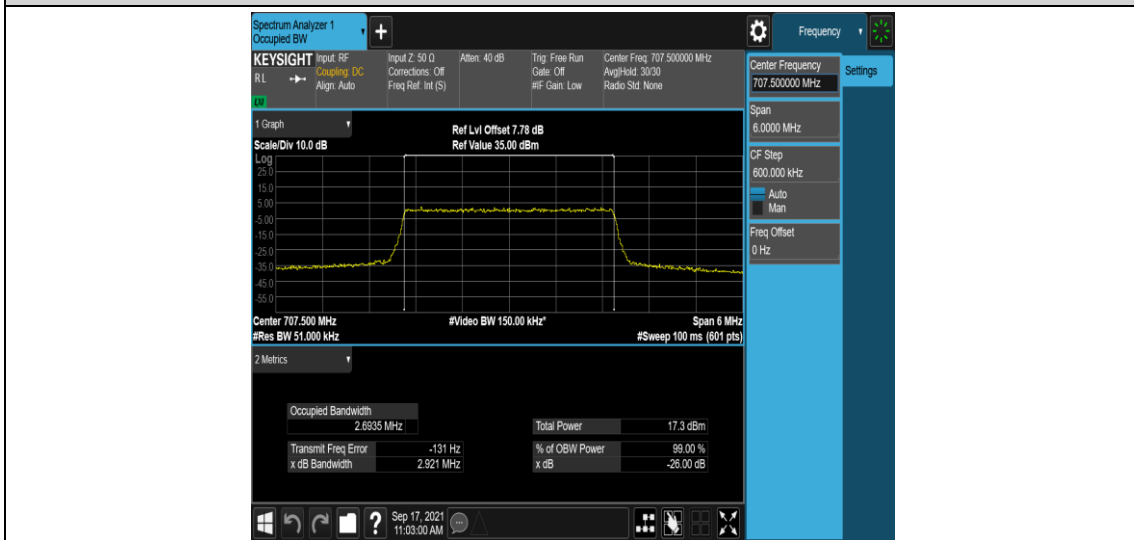 Spectrum Analyzer 1
Occupied BW
+
Frequency
KEYSIGHT
RL
LXI
Input: RF
Coupling: DC
Align: Auto
Input Z: 50 Ω
Corrections: Off
Freq Ref: Int (S)
Atten: 40 dB
Trig: Free Run
Gate: Off
#IF Gain: Low
Center Freq: 707.500000 MHz
Avg|Hold: 30/30
Radio Std: None
Center Frequency
707.500000 MHz
Settings
Span
6.0000 MHz
CF Step
600.000 kHz
Auto
Man
Freq Offset
0 Hz
1 Graph
Scale/Div 10.0 dB
Ref Lvl Offset 7.78 dB
Ref Value 35.00 dBm
Log
25.0
15.0
5.00
-5.00
-15.0
-25.0
-35.0
-45.0
-55.0
Center 707.500 MHz
#Video BW 150.00 kHz*
Span 6 MHz
#Res BW 51.000 kHz
#Sweep 100 ms (601 pts)
2 Metrics
Occupied Bandwidth
2.6935 MHz
Total Power 17.3 dBm
Transmit Freq Error -131 Hz
% of OBW Power 99.00 %
x dB Bandwidth 2.921 MHz
x dB -26.00 dB
?
Sep 17, 2021
11:03:00 AM